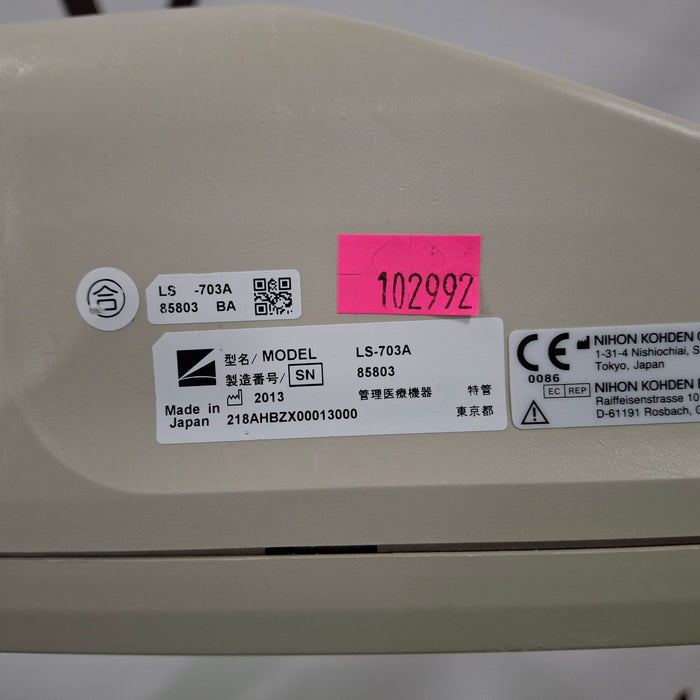 合
LS -703A
85803 BA
102992
型名/ MODEL LS-703A
製造番号/ SN 85803
2013 管理医療機器 特管
Made in Japan 218AHBZX00013000 東京都
CE
0086
NIHON KOHDEN
1-31-4 Nishiochiai, S
Tokyo, Japan
EC REP
NIHON KOHDEN
Raiffeisenstrasse 10
D-61191 Rosbach,